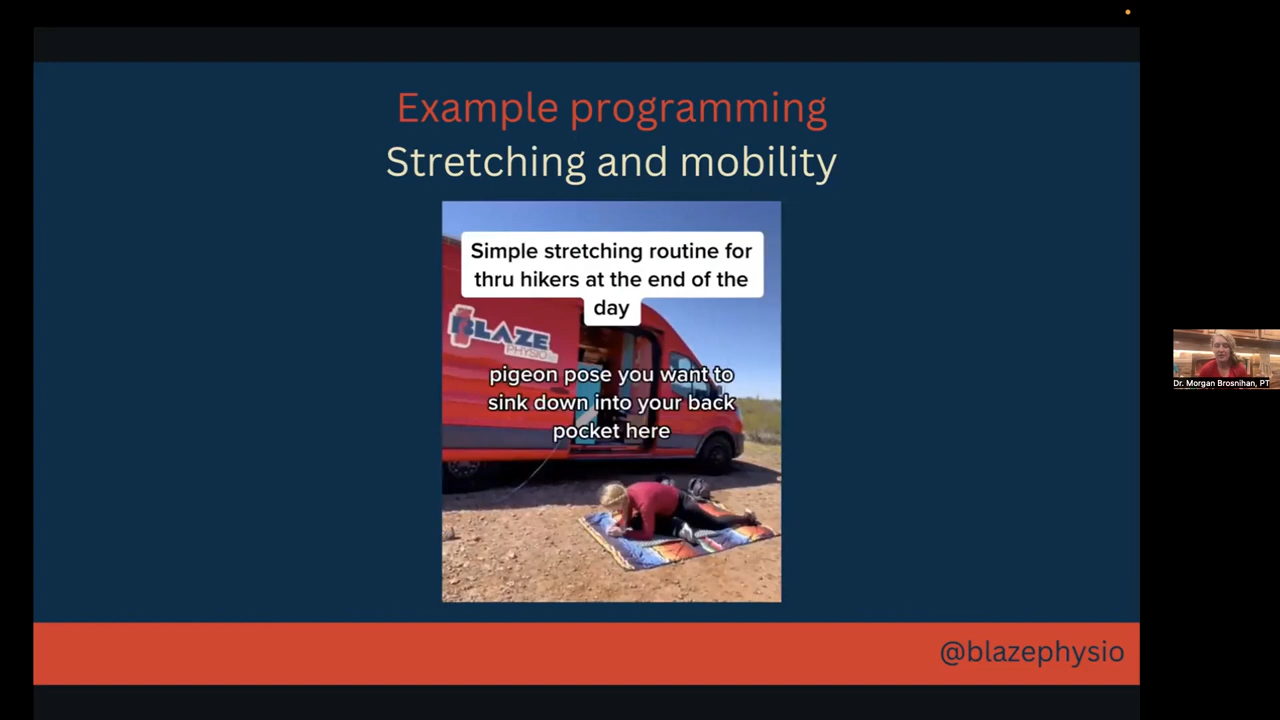 Example programming
Stretching and mobility
Simple stretching routine for
thru hikers at the end of the
day
BLAZE
PHYSIO
pigeon pose you want to
sink down into your back
pocket here
Dr. Morgan Brosnihan, PT
@blazephysio